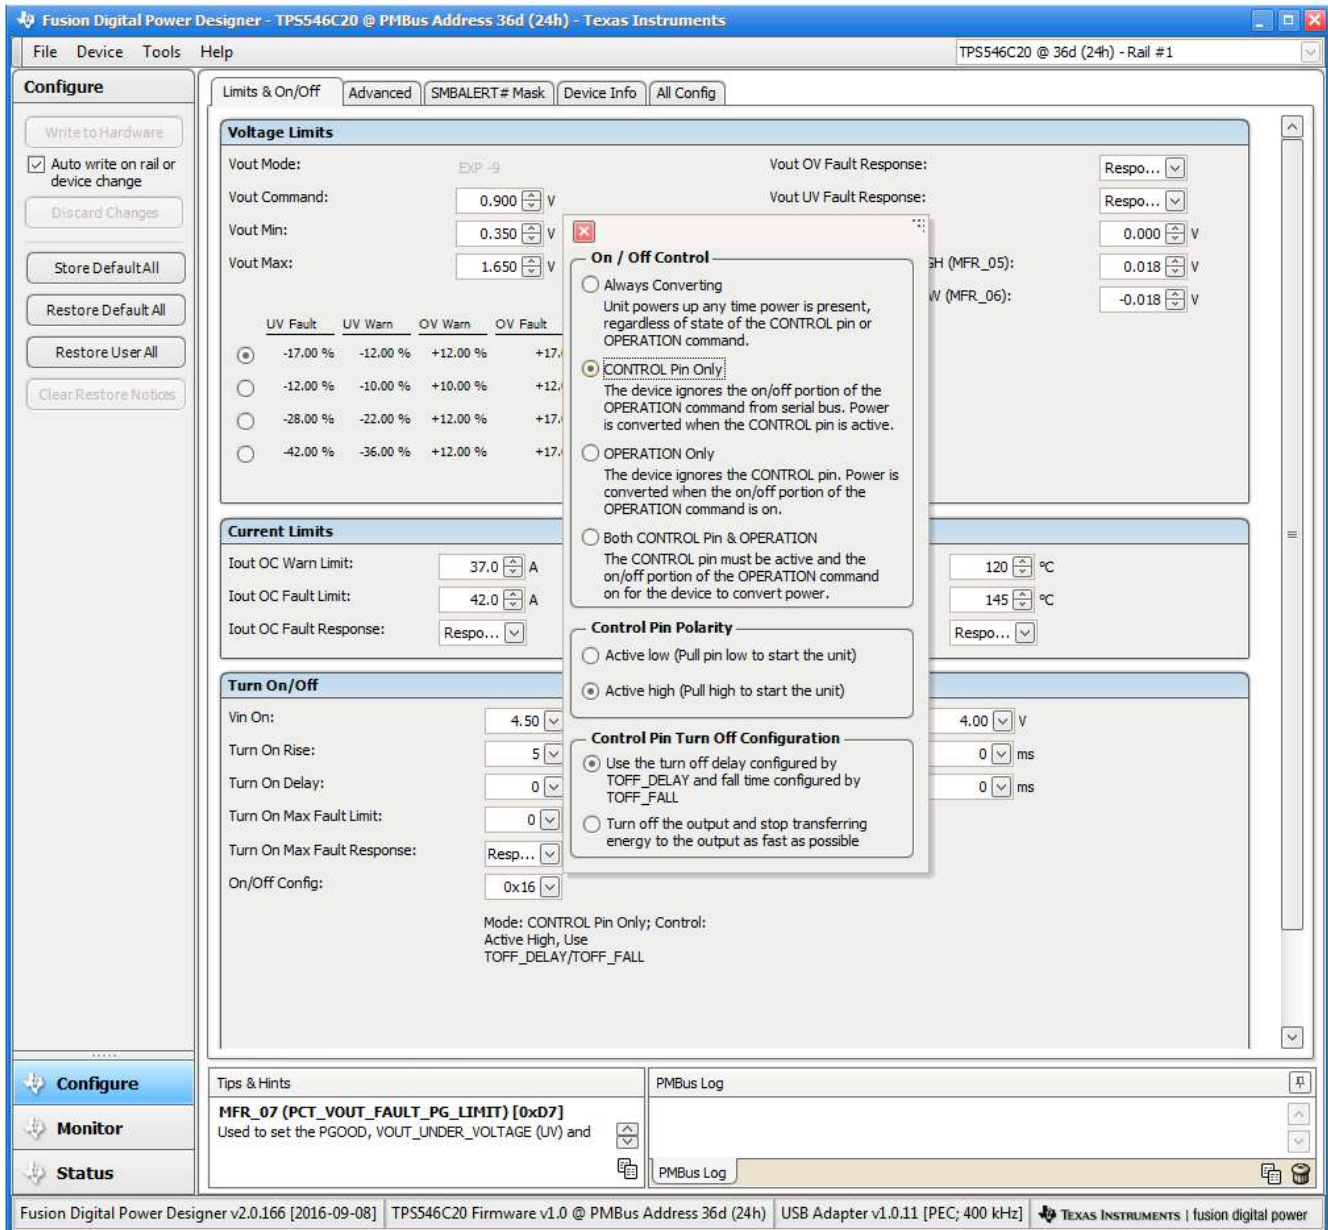 Fusion Digital Power Designer - TPS546C20 @ PMBus Address 36d (24h) - Texas Instruments
File Device Tools Help
TPS546C20 @ 36d (24h) - Rail #1
Configure
Write to Hardware
Auto write on rail or
device change
Discard Changes
Store Default All
Restore Default All
Restore User All
Clear Restore Notices
Limits & On/Off Advanced SMBALERT# Mask Device Info All Config
Voltage Limits
Vout Mode: EXP -9
Vout OV Fault Response: Respo...
Vout Command: 0.900 V
Vout UV Fault Response: Respo...
Vout Min: 0.350 V
0.000 V
Vout Max: 1.650 V
GH (MFR_05): 0.018 V
W (MFR_06): -0.018 V
UV Fault UV Warn OV Warn OV Fault
-17.00 % -12.00 % +12.00 % +17.
-12.00 % -10.00 % +10.00 % +12.
-28.00 % -22.00 % +12.00 % +17.
-42.00 % -36.00 % +12.00 % +17.
On / Off Control
Always Converting
Unit powers up any time power is present,
regardless of state of the CONTROL pin or
OPERATION command.
CONTROL Pin Only
The device ignores the on/off portion of the
OPERATION command from serial bus. Power
is converted when the CONTROL pin is active.
OPERATION Only
The device ignores the CONTROL pin. Power is
converted when the on/off portion of the
OPERATION command is on.
Both CONTROL Pin & OPERATION
The CONTROL pin must be active and the
on/off portion of the OPERATION command
on for the device to convert power.
Control Pin Polarity
Active low (Pull pin low to start the unit)
Active high (Pull high to start the unit)
Control Pin Turn Off Configuration
Use the turn off delay configured by
TOFF_DELAY and fall time configured by
TOFF_FALL
Turn off the output and stop transferring
energy to the output as fast as possible
Current Limits
Iout OC Warn Limit: 37.0 A
120 °C
Iout OC Fault Limit: 42.0 A
145 °C
Iout OC Fault Response: Respo...
Respo...
Turn On/Off
Vin On: 4.50
4.00 V
Turn On Rise: 5
0 ms
Turn On Delay: 0
0 ms
Turn On Max Fault Limit: 0
Turn On Max Fault Response: Resp...
On/Off Config: 0x16
Mode: CONTROL Pin Only; Control:
Active High, Use
TOFF_DELAY/TOFF_FALL
Configure
Monitor
Status
Tips & Hints
MFR_07 (PCT_VOUT_FAULT_PG_LIMIT) [0xD7]
Used to set the PGOOD, VOUT_UNDER_VOLTAGE (UV) and
PMBus Log
PMBus Log
Fusion Digital Power Designer v2.0.166 [2016-09-08] TPS546C20 Firmware v1.0 @ PMBus Address 36d (24h) USB Adapter v1.0.11 [PEC; 400 kHz] TEXAS INSTRUMENTS | fusion digital power